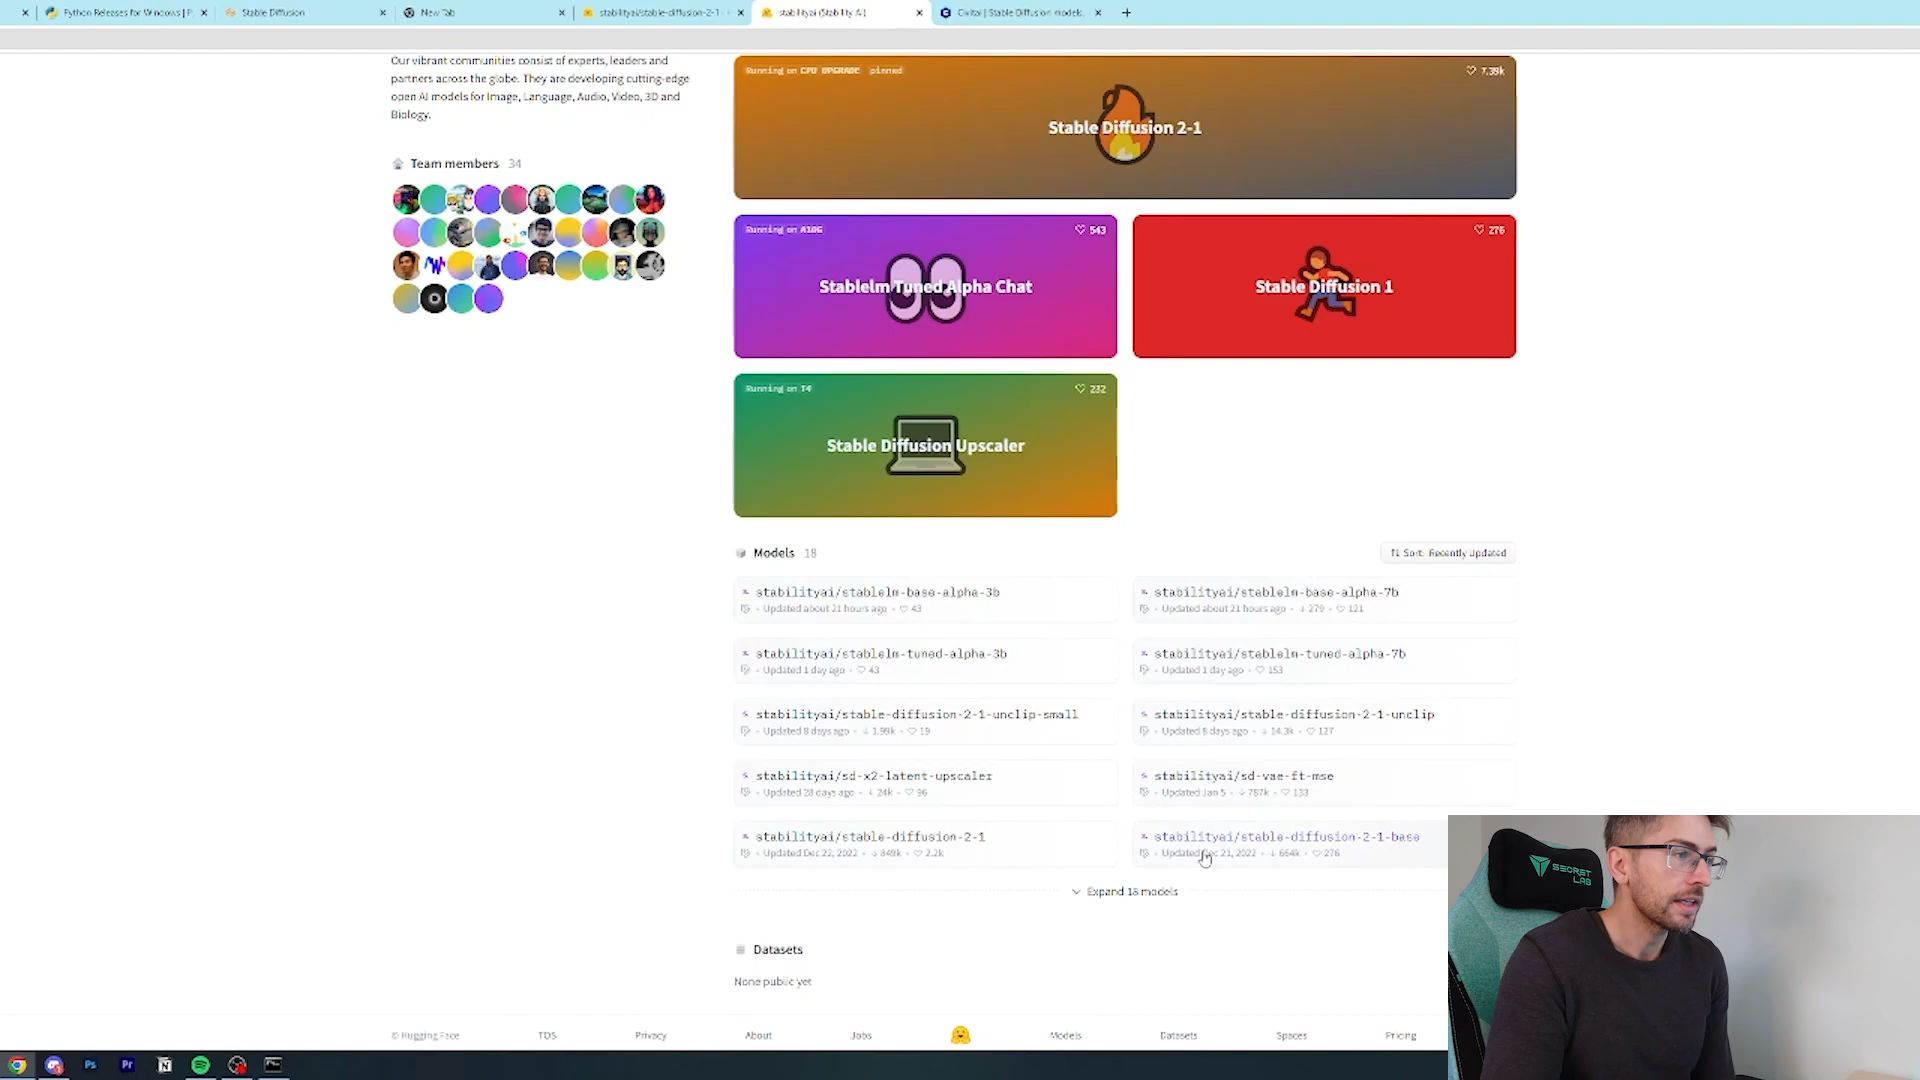 Python Releases for Windows | P
Stable Diffusion
New Tab
stabilityai/stable-diffusion-2-1
stabilityai (Stability AI)
Civitai | Stable Diffusion models,
Our vibrant communities consist of experts, leaders and
partners across the globe. They are developing cutting-edge
open AI models for Image, Language, Audio, Video, 3D and
Biology.
Team members 34
Running on CPU UPGRADE pinned
7.39k
Stable Diffusion 2-1
Running on A10G
543
Stablelm Tuned Alpha Chat
276
Stable Diffusion 1
Running on T4
232
Stable Diffusion Upscaler
Models 18
Sort: Recently Updated
stabilityai/stablelm-base-alpha-3b
Updated about 21 hours ago • 43
stabilityai/stablelm-base-alpha-7b
Updated about 21 hours ago • ↓ 279 • 121
stabilityai/stablelm-tuned-alpha-3b
Updated 1 day ago • 43
stabilityai/stablelm-tuned-alpha-7b
Updated 1 day ago • 153
stabilityai/stable-diffusion-2-1-unclip-small
Updated 8 days ago • ↓ 1.99k • 19
stabilityai/stable-diffusion-2-1-unclip
Updated 8 days ago • ↓ 14.3k • 127
stabilityai/sd-x2-latent-upscaler
Updated 28 days ago • ↓ 24k • 96
stabilityai/sd-vae-ft-mse
Updated Jan 5 • ↓ 787k • 133
stabilityai/stable-diffusion-2-1
Updated Dec 22, 2022 • ↓ 849k • 2.2k
stabilityai/stable-diffusion-2-1-base
Updated Dec 21, 2022 • ↓ 664k • 276
Expand 18 models
Datasets
None public yet
© Hugging Face
TOS
Privacy
About
Jobs
Models
Datasets
Spaces
Pricing
Ps
Pr
SECRET
LAB